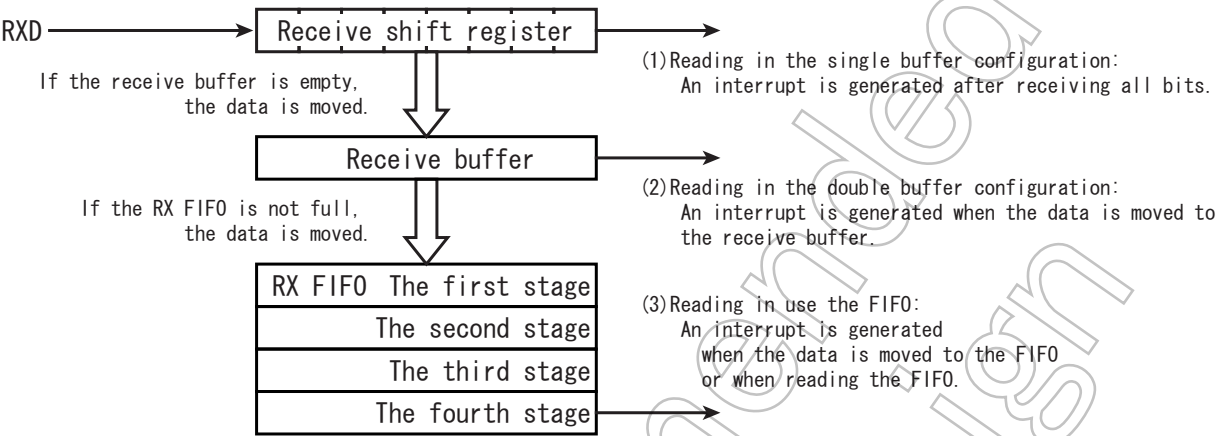 RXD
Receive shift register
If the receive buffer is empty,
the data is moved.
(1)Reading in the single buffer configuration:
An interrupt is generated after receiving all bits.
Receive buffer
If the RX FIFO is not full,
the data is moved.
(2)Reading in the double buffer configuration:
An interrupt is generated when the data is moved to
the receive buffer.
RX FIFO The first stage
The second stage
The third stage
The fourth stage
(3)Reading in use the FIFO:
An interrupt is generated
when the data is moved to the FIFO
or when reading the FIFO.